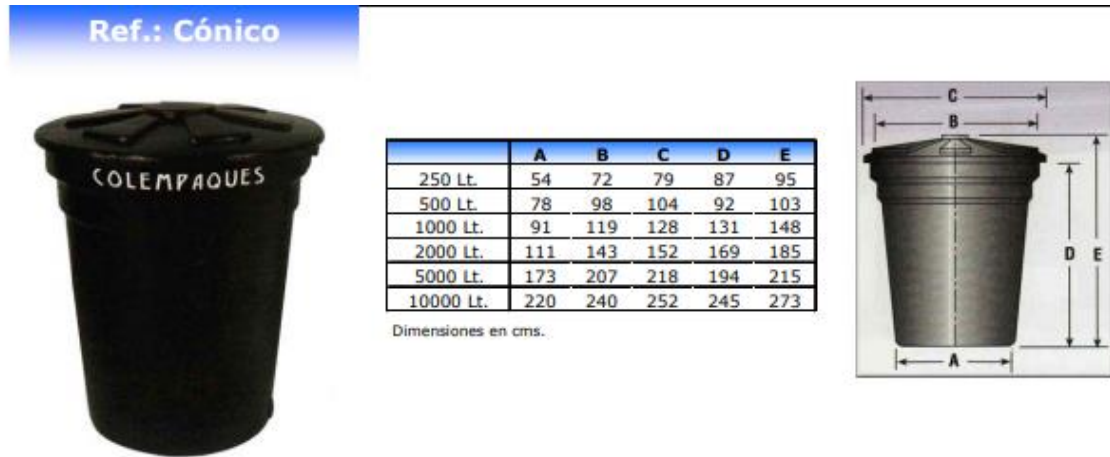 Ref.: Cónico
COLEMPAQUES
A B C D E
250 Lt. 54 72 79 87 95
500 Lt. 78 98 104 92 103
1000 Lt. 91 119 128 131 148
2000 Lt. 111 143 152 169 185
5000 Lt. 173 207 218 194 215
10000 Lt. 220 240 252 245 273
Dimensiones en cms.
C
B
D
E
A